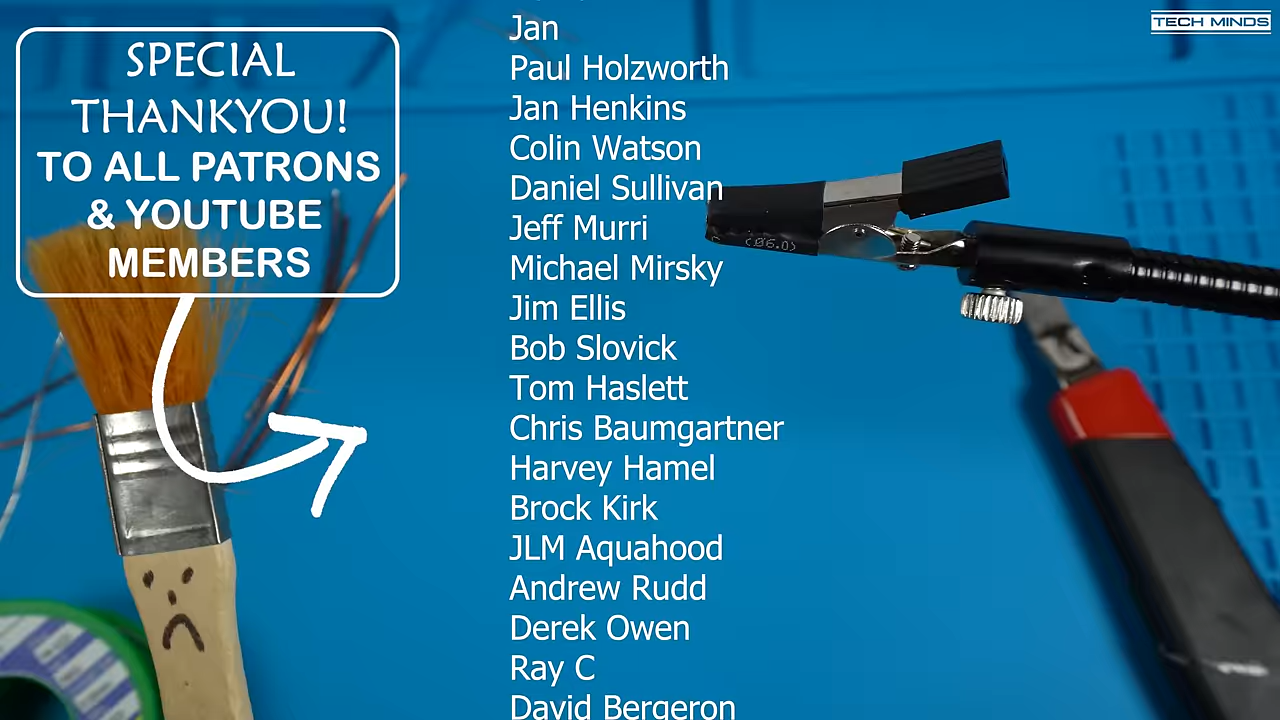 SPECIAL
THANKYOU!
TO ALL PATRONS
& YOUTUBE
MEMBERS
TECH MINDS
Jan
Paul Holzworth
Jan Henkins
Colin Watson
Daniel Sullivan
Jeff Murri
Michael Mirsky
Jim Ellis
Bob Slovick
Tom Haslett
Chris Baumgartner
Harvey Hamel
Brock Kirk
JLM Aquahood
Andrew Rudd
Derek Owen
Ray C
David Bergeron